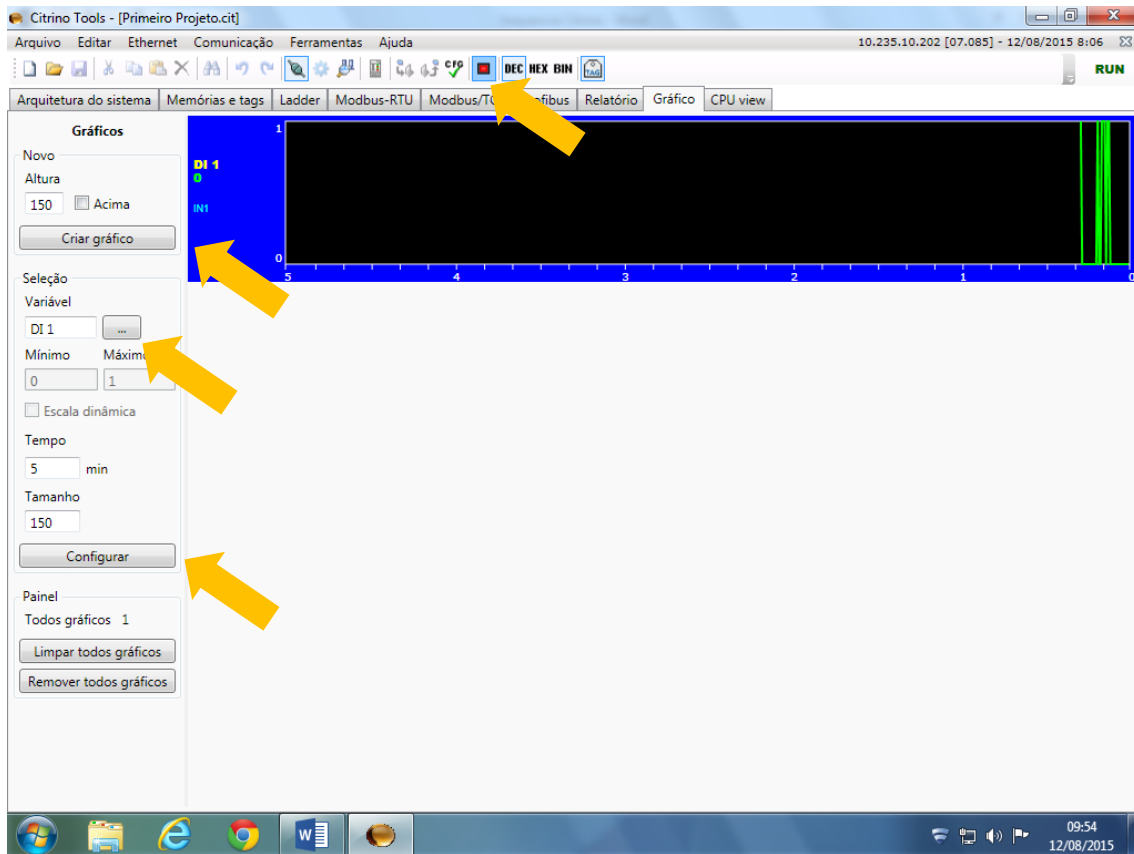 Citrino Tools - [Primeiro Projeto.cit]
Arquivo Editar Ethernet Comunicação Ferramentas Ajuda 10.235.10.202 [07.085] - 12/08/2015 8:06
CFG DEC HEX BIN TAG RUN
Arquitetura do sistema Memórias e tags Ladder Modbus-RTU Relatório Gráfico CPU view
Gráficos
Novo
Altura
150 Acima
Criar gráfico
Seleção
Variável
DI 1 ...
Mínimo
0 1
Escala dinâmica
Tempo
5 min
Tamanho
150
Configurar
Painel
Todos gráficos 1
Limpar todos gráficos
Remover todos gráficos
1
DI 1
0
IN1
0
5 4 3 2 1 0
W
09:54
12/08/2015